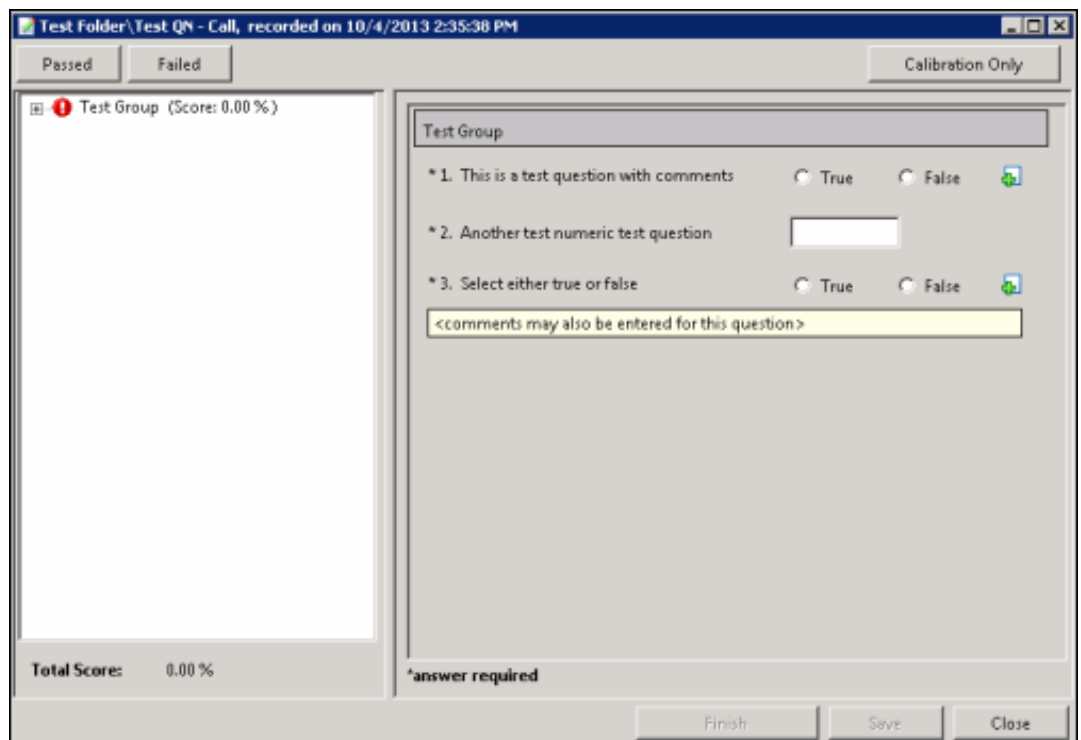 Test Folder\Test QN - Call, recorded on 10/4/2013 2:35:38 PM
Passed Failed Calibration Only
Test Group (Score: 0.00 %)
Test Group
* 1. This is a test question with comments True False
* 2. Another test numeric test question
* 3. Select either true or false True False
<comments may also be entered for this question>
Total Score: 0.00 %
*answer required
Finish Save Close